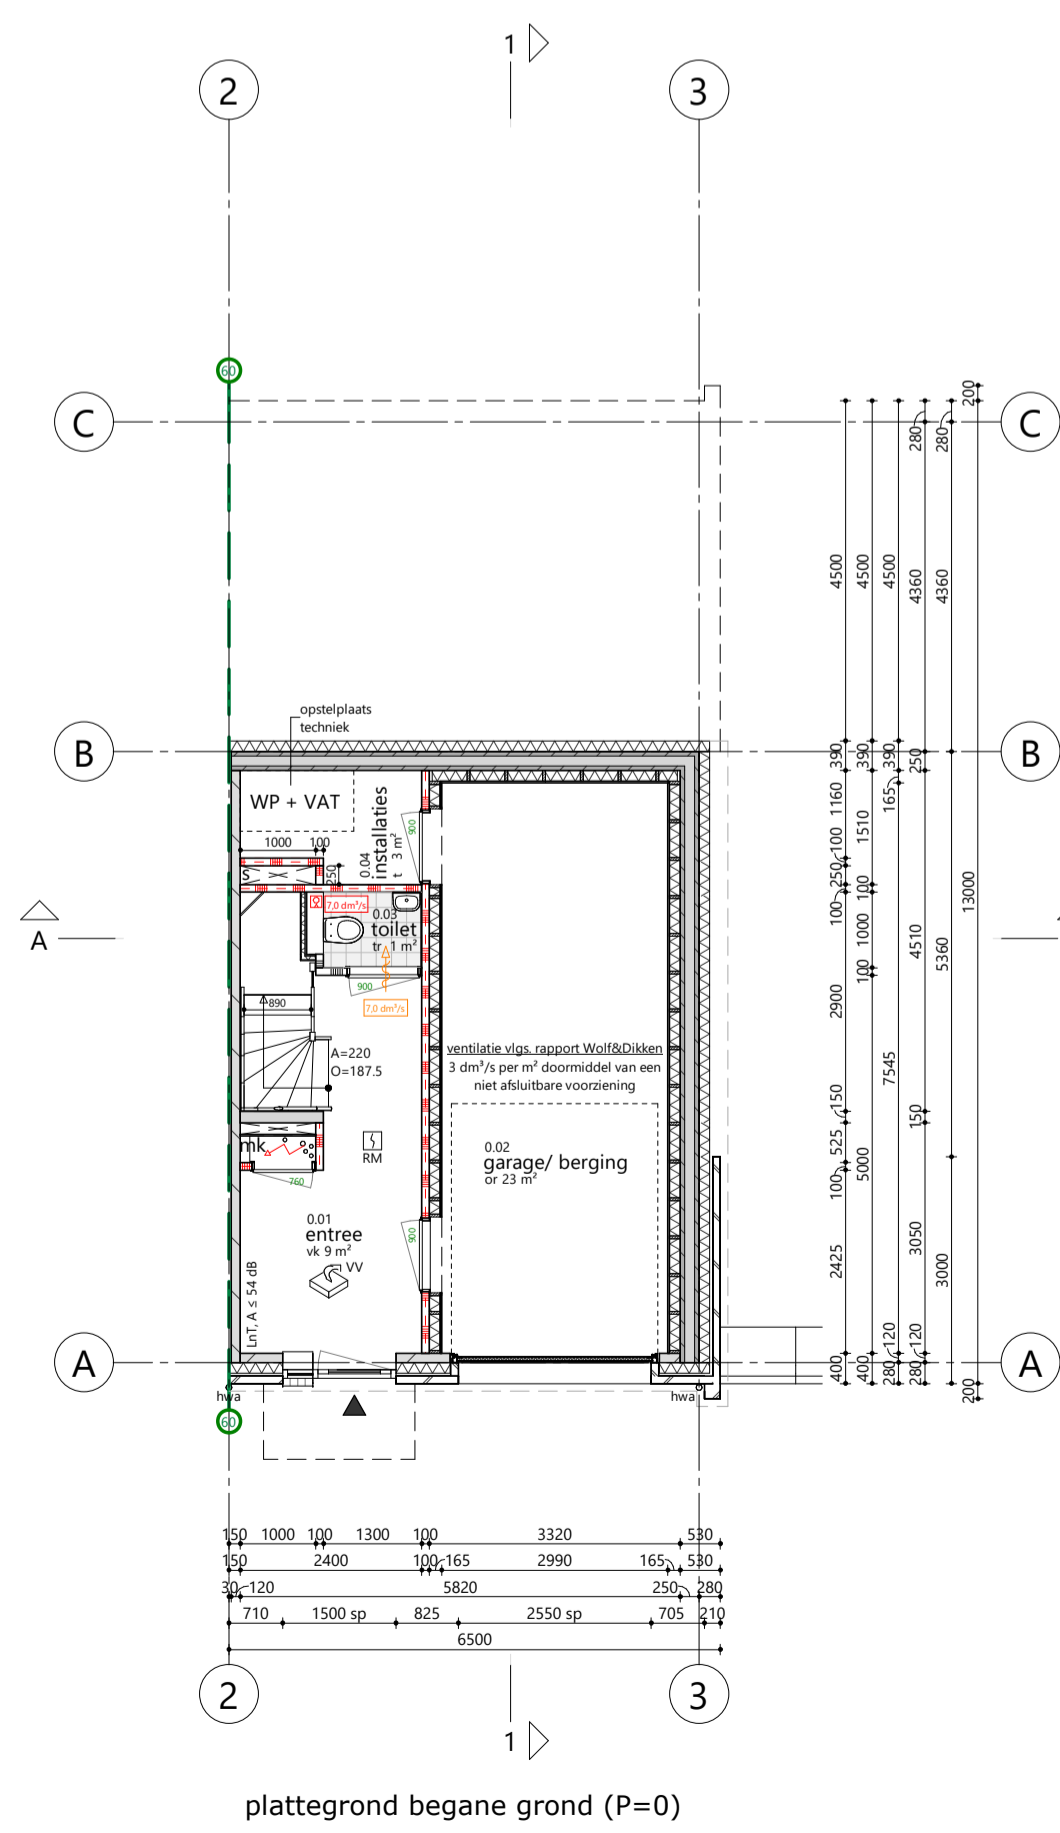 1
2
3
60
C
C
200
280
280
4500
4500
4500
4360
4360
opstelplaats
techniek
B
B
390
390
390
250
WP + VAT
1000
100
0.04
installaties
t 3 m²
900
1160
1510
165
100
250
100
100
s
250
7,0 dm³/s
0.03
toilet
tr 1 m²
1000
100
13000
4510
5360
A
900
7,0 dm³/s
890
2900
7545
A=220
O=187.5
ventilatie vlgs. rapport Wolf&Dikken
3 dm³/s per m² doormiddel van een
niet afsluitbare voorziening
150
150
mk
RM
760
0.02
garage/ berging
or 23 m²
525
100
5000
0.01
entree
vk 9 m²
VV
900
LnT, A ≤ 54 dB
2425
3050
3000
120
120
A
A
400
400
280
280
200
hwa
hwa
60
150 1000 100 1300 100 3320 530
150 2400 100 165 2990 165 530
30 120 5820 250 280
710 1500 sp 825 2550 sp 705 210
6500
2
3
1
plattegrond begane grond (P=0)